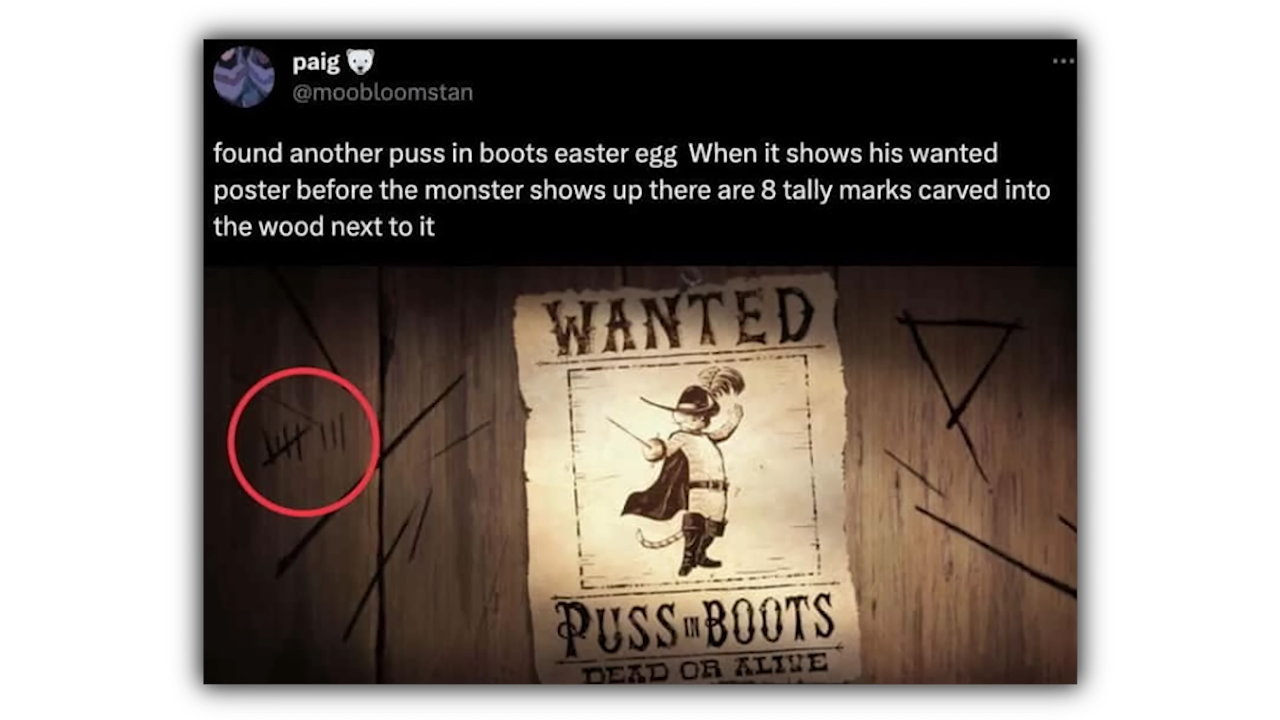 paig 🐻‍❄️
@moobloomstan
found another puss in boots easter egg When it shows his wanted
poster before the monster shows up there are 8 tally marks carved into
the wood next to it
WANTED
PUSS IN BOOTS
DEAD OR ALIVE